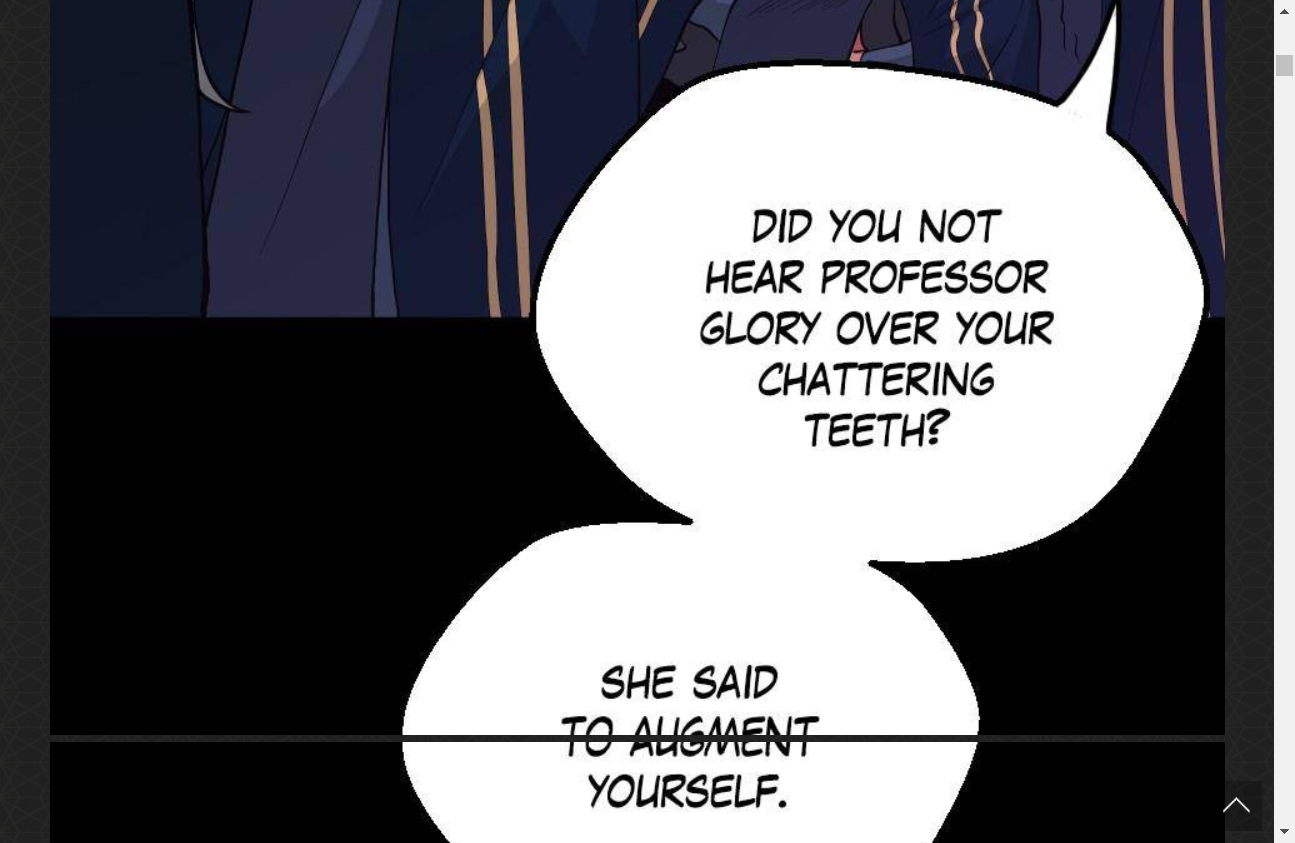 DID YOU NOT
HEAR PROFESSOR
GLORY OVER YOUR
CHATTERING
TEETH?
SHE SAID
TO AUGMENT
YOURSELF.